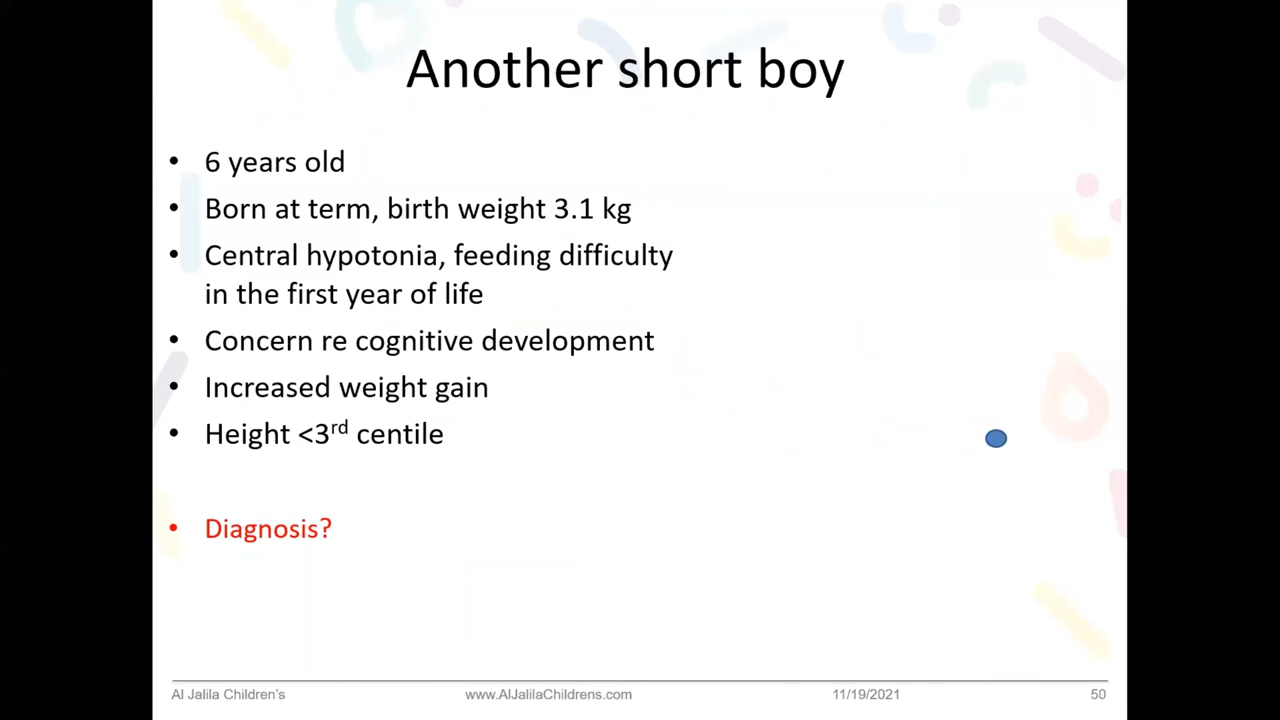 Another short boy
• 6 years old
• Born at term, birth weight 3.1 kg
• Central hypotonia, feeding difficulty
in the first year of life
• Concern re cognitive development
• Increased weight gain
• Height <3rd centile
• Diagnosis?
Al Jalila Children's www.AlJalilaChildrens.com 11/19/2021 50